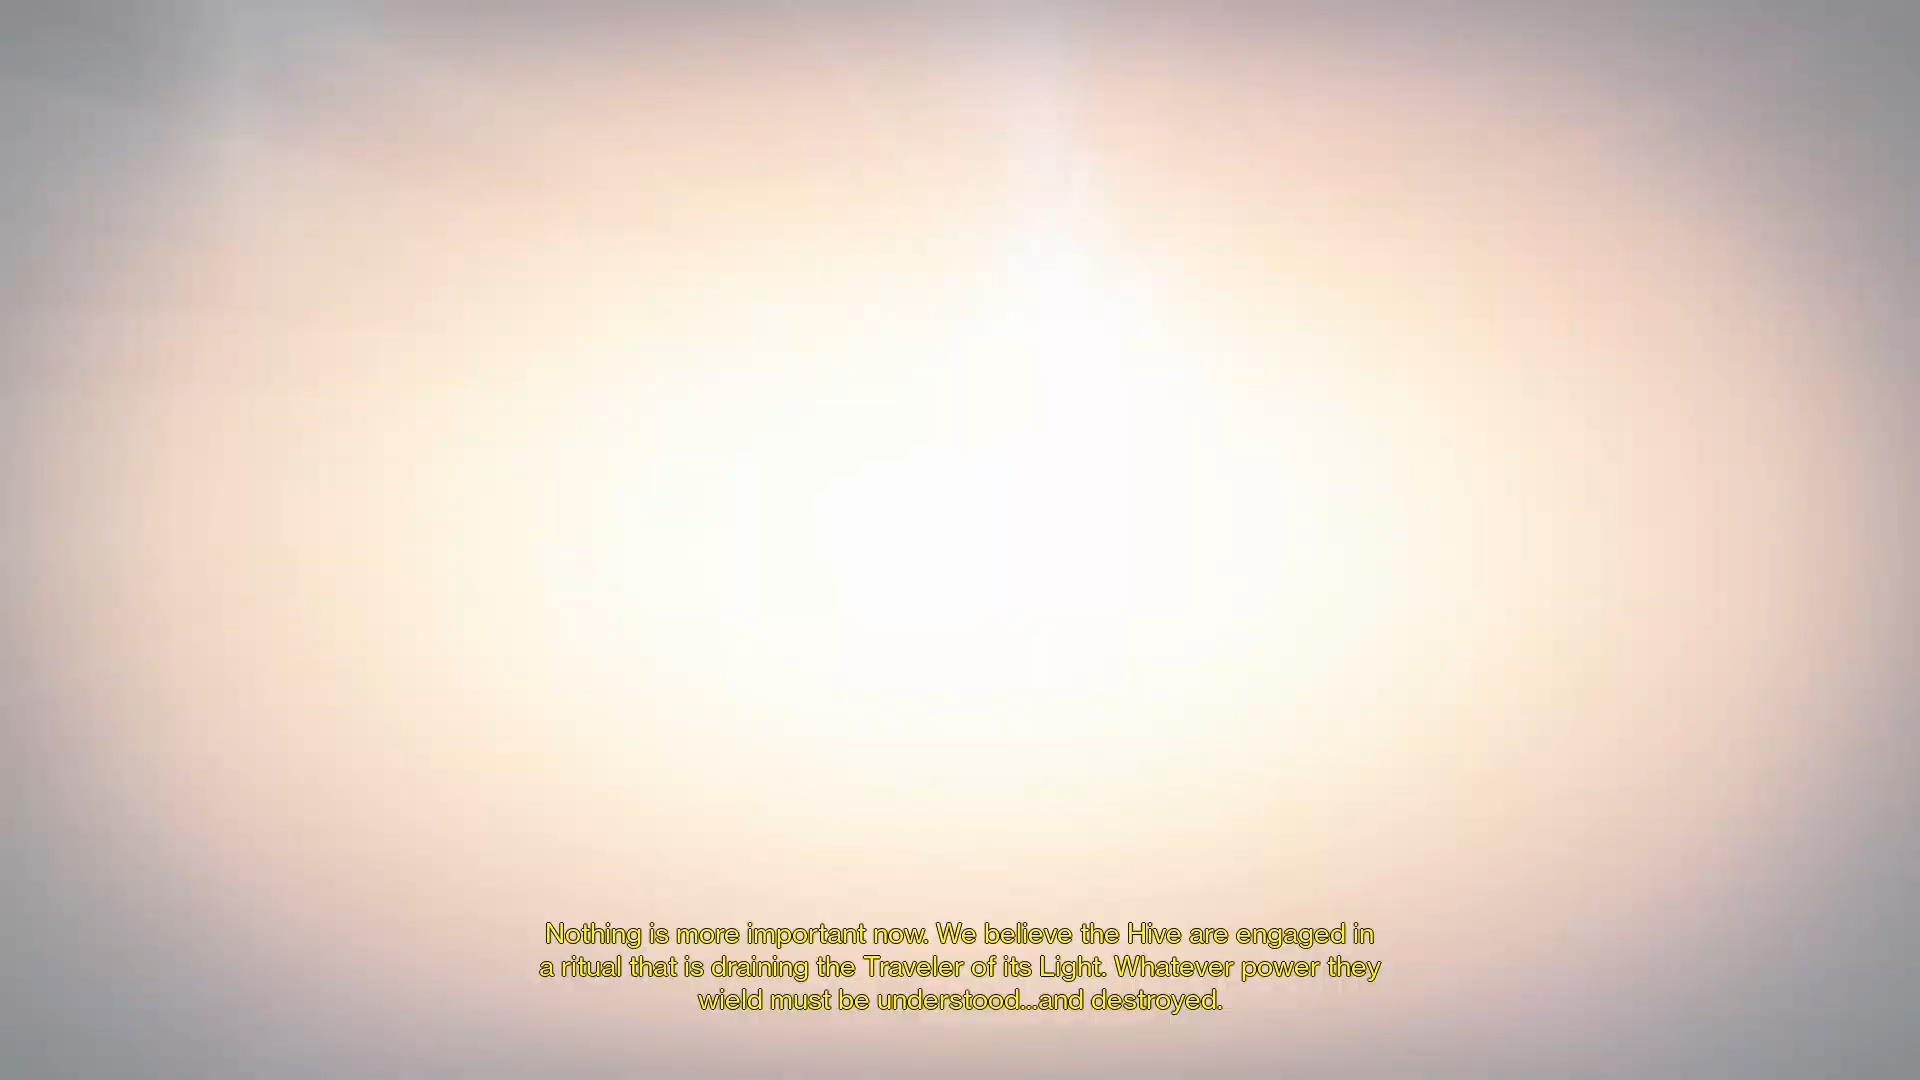 Nothing is more important now. We believe the Hive are engaged in
a ritual that is draining the Traveler of its Light. Whatever power they
wield must be understood...and destroyed.